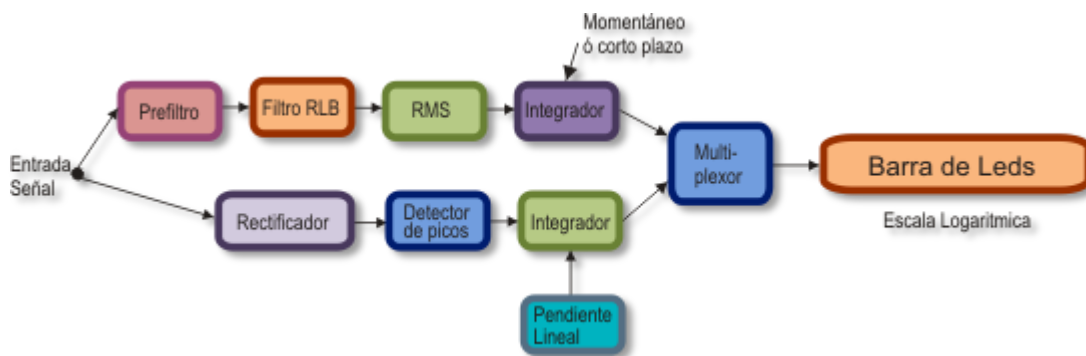 Momentáneo
ó corto plazo
Prefiltro
Filtro RLB
RMS
Integrador
Entrada
Señal
Multi-
plexor
Barra de Leds
Escala Logaritmica
Rectificador
Detector
de picos
Integrador
Pendiente
Lineal